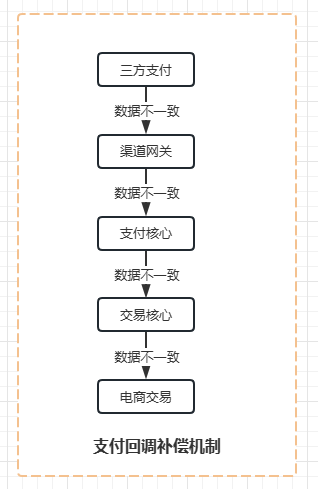 三方支付
数据不一致
渠道网关
数据不一致
支付核心
数据不一致
交易核心
数据不一致
电商交易
支付回调补偿机制